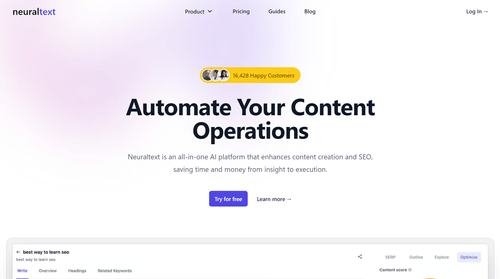 neuraltext
Product
Pricing
Guides
Blog
Log In →
16,428 Happy Customers
Automate Your Content
Operations
Neuraltext is an all-in-one AI platform that enhances content creation and SEO,
saving time and money from insight to execution.
Try for free
Learn more →
← best way to learn seo
best way to learn seo
SERP
Outline
Explore
Optimize
Write
Overview
Headings
Related Keywords
Content score